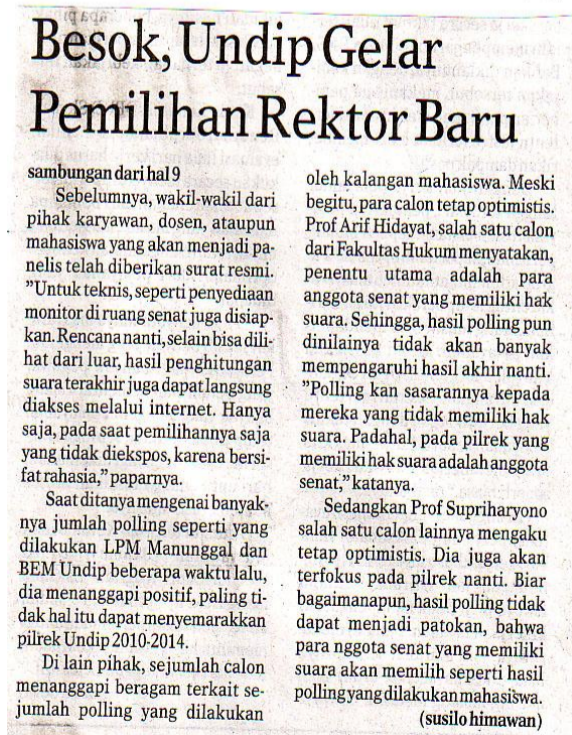 Besok, Undip Gelar
Pemilihan Rektor Baru
sambungan dari hal 9
Sebelumnya, wakil-wakil dari
pihak karyawan, dosen, ataupun
mahasiswa yang akan menjadi pa-
nelis telah diberikan surat resmi.
"Untuk teknis, seperti penyediaan
monitor di ruang senat juga disiap-
kan. Rencana nanti, selain bisa dili-
hat dari luar, hasil penghitungan
suara terakhir juga dapat langsung
diakses melalui internet. Hanya
saja, pada saat pemilihannya saja
yang tidak diekspos, karena bersi-
fat rahasia," paparnya.
Saat ditanya mengenai banyak-
nya jumlah polling seperti yang
dilakukan LPM Manunggal dan
BEM Undip beberapa waktu lalu,
dia menanggapi positif, paling ti-
dak hal itu dapat menyemarakkan
pilrek Undip 2010-2014.
Di lain pihak, sejumlah calon
menanggapi beragam terkait se-
jumlah polling yang dilakukan
oleh kalangan mahasiswa. Meski
begitu, para calon tetap optimistis.
Prof Arif Hidayat, salah satu calon
dari Fakultas Hukum menyatakan,
penentu utama adalah para
anggota senat yang memiliki hak
suara. Sehingga, hasil polling pun
dinilainya tidak akan banyak
mempengaruhi hasil akhir nanti.
"Polling kan sasarannya kepada
mereka yang tidak memiliki hak
suara. Padahal, pada pilrek yang
memiliki hak suara adalah anggota
senat," katanya.
Sedangkan Prof Supriharyono
salah satu calon lainnya mengaku
tetap optimistis. Dia juga akan
terfokus pada pilrek nanti. Biar
bagaimanapun, hasil polling tidak
dapat menjadi patokan, bahwa
para nggota senat yang memiliki
suara akan memilih seperti hasil
polling yang dilakukan mahasiswa.
(susilo himawan)